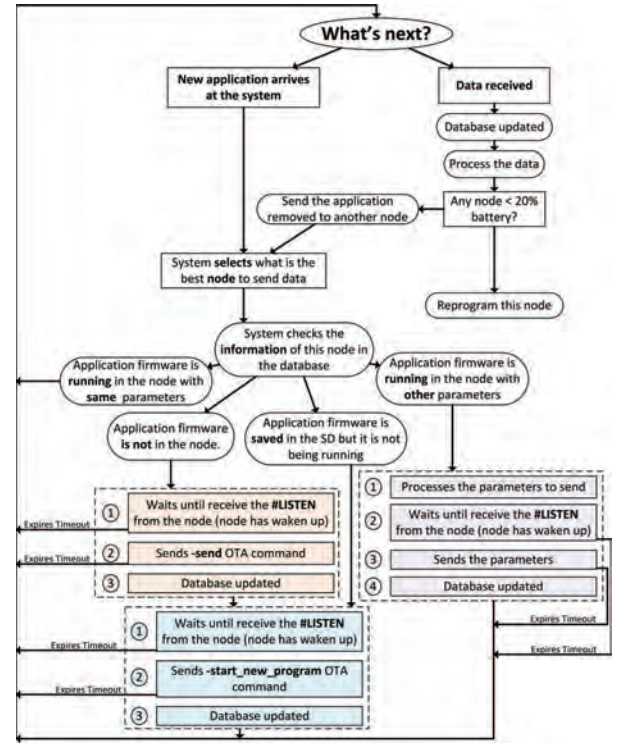 What's next?
New application arrives
at the system
Data received
Database updated
Process the data
Send the application
removed to another node
Any node < 20%
battery?
System selects what is the
best node to send data
Reprogram this node
System checks the
information of this node in
the database
Application firmware is
running in the node with
same parameters
Application firmware is
running in the node with
other parameters
Application firmware
is not in the node.
Application firmware is
saved in the SD but it is not
being running
1
Waits until receive the #LISTEN
from the node (node has waken up)
Expires Timeout
2
Sends -send OTA command
Expires Timeout
3
Database updated
1
Processes the parameters to send
2
Waits until receive the #LISTEN
from the node (node has waken up)
3
Sends the parameters
4
Database updated
Expires Timeout
Expires Timeout
1
Waits until receive the #LISTEN
from the node (node has waken up)
Expires Timeout
2
Sends -start_new_program OTA
command
Expires Timeout
3
Database updated